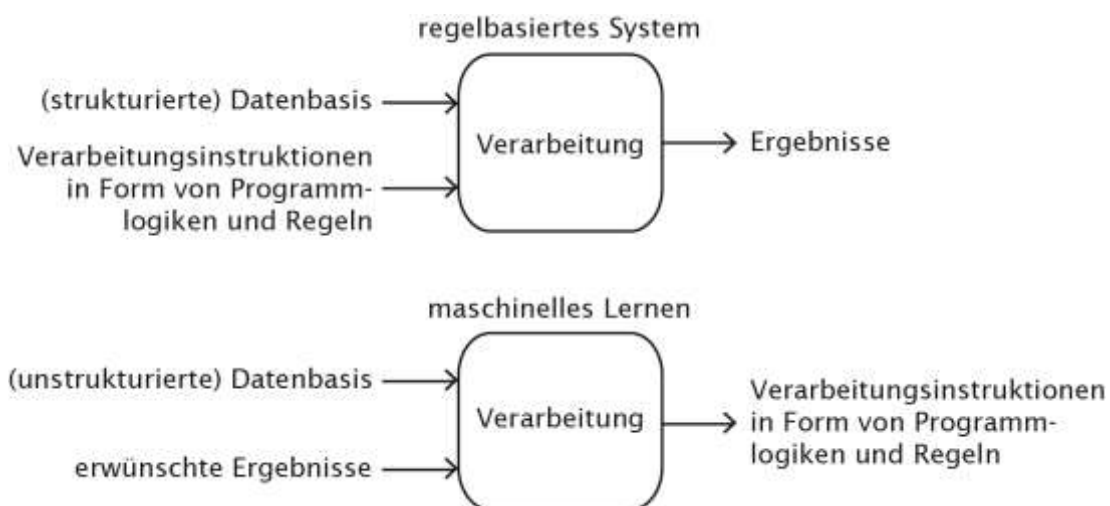 regelbasiertes System
(strukturierte) Datenbasis
Verarbeitungsinstruktionen
in Form von Programm-
logiken und Regeln
Verarbeitung
Ergebnisse
maschinelles Lernen
(unstrukturierte) Datenbasis
erwünschte Ergebnisse
Verarbeitung
Verarbeitungsinstruktionen
in Form von Programm-
logiken und Regeln